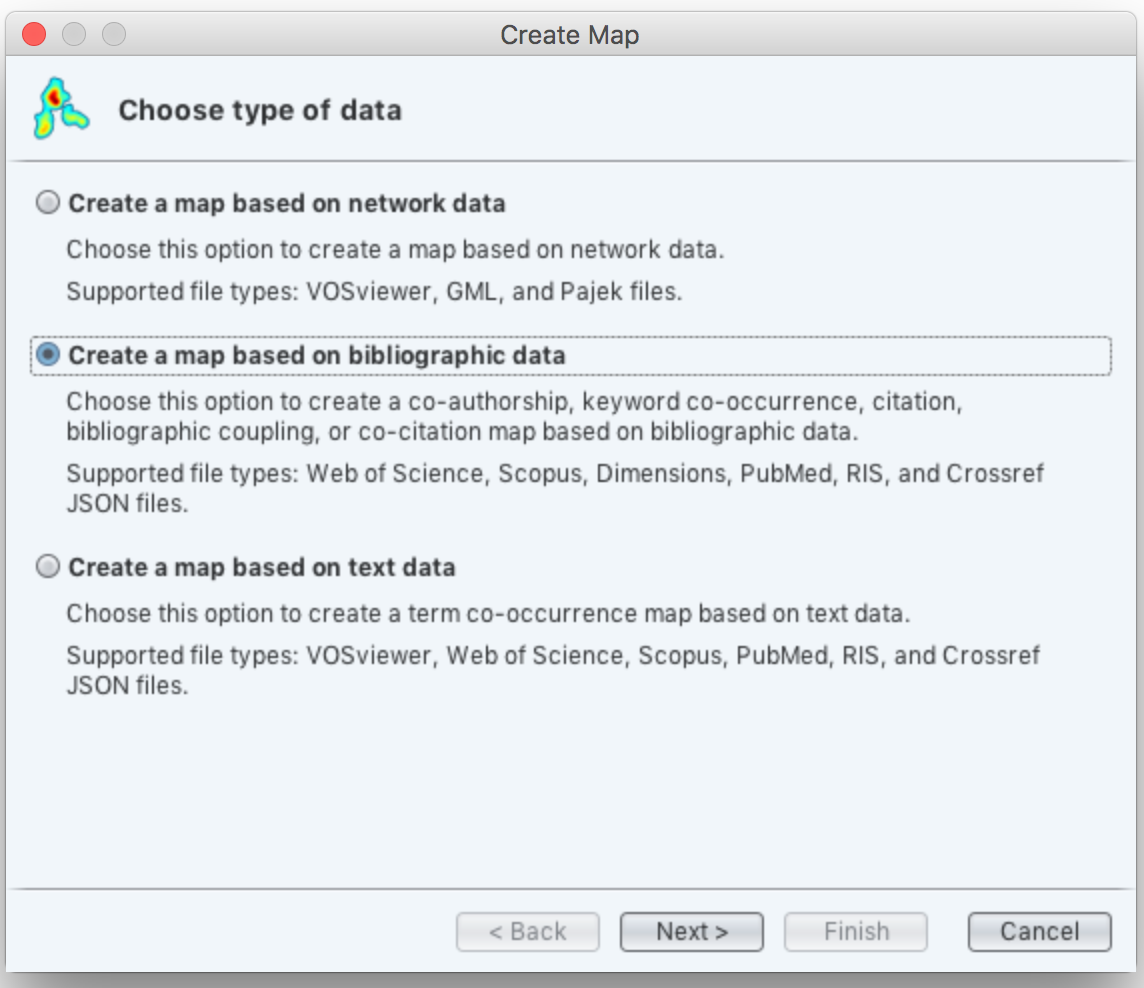 Create Map
Choose type of data
Create a map based on network data
Choose this option to create a map based on network data.
Supported file types: VOSviewer, GML, and Pajek files.
Create a map based on bibliographic data
Choose this option to create a co-authorship, keyword co-occurrence, citation,
bibliographic coupling, or co-citation map based on bibliographic data.
Supported file types: Web of Science, Scopus, Dimensions, PubMed, RIS, and Crossref
JSON files.
Create a map based on text data
Choose this option to create a term co-occurrence map based on text data.
Supported file types: VOSviewer, Web of Science, Scopus, PubMed, RIS, and Crossref
JSON files.
< Back Next > Finish Cancel